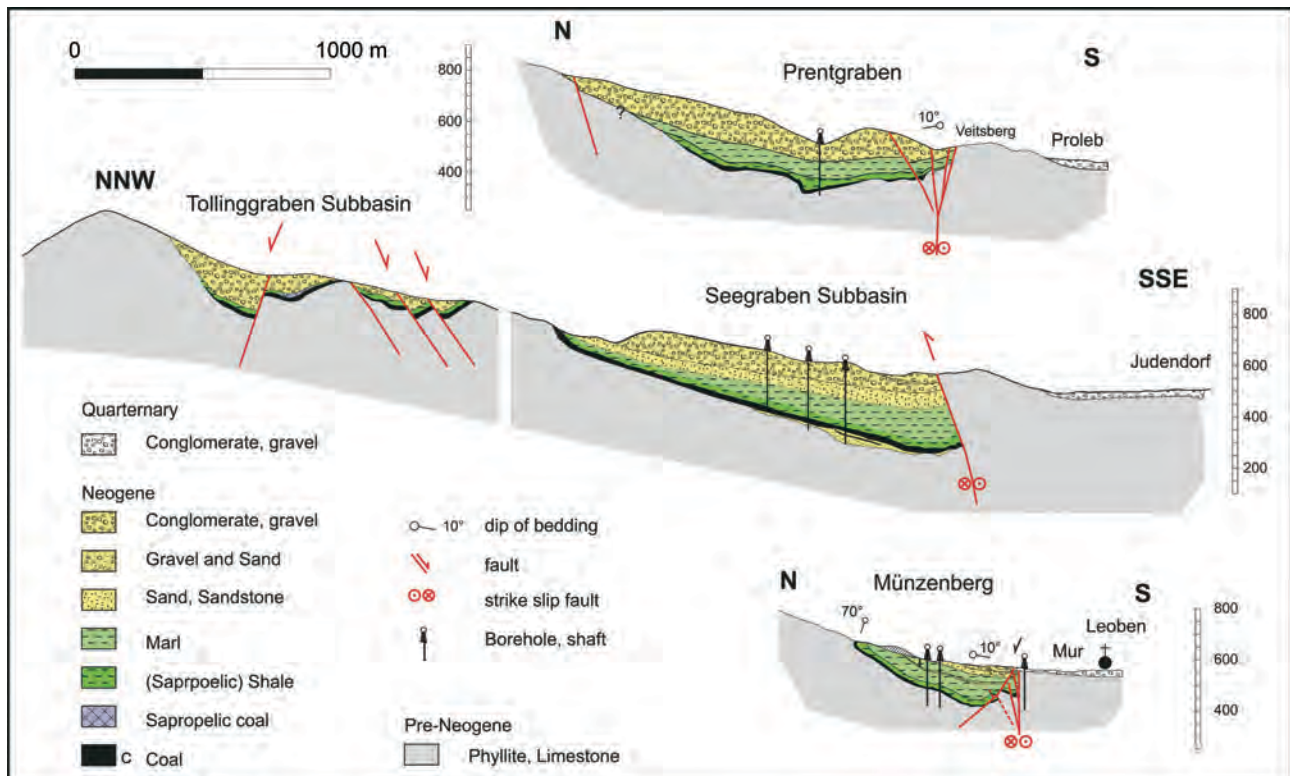 0 1000 m
N
Prentgraben
S
800
600
400
?
10°
Veitsberg
Proleb
NNW
Tollinggraben Subbasin
Seegraben Subbasin
SSE
800
600
400
200
Judendorf
Quarternary
Conglomerate, gravel
Neogene
Conglomerate, gravel
Gravel and Sand
Sand, Sandstone
Marl
(Saprpoelic) Shale
Sapropelic coal
c Coal
10° dip of bedding
fault
strike slip fault
Borehole, shaft
Pre-Neogene
Phyllite, Limestone
N
Münzenberg
S
70°
10°
Mur
Leoben
800
600
400